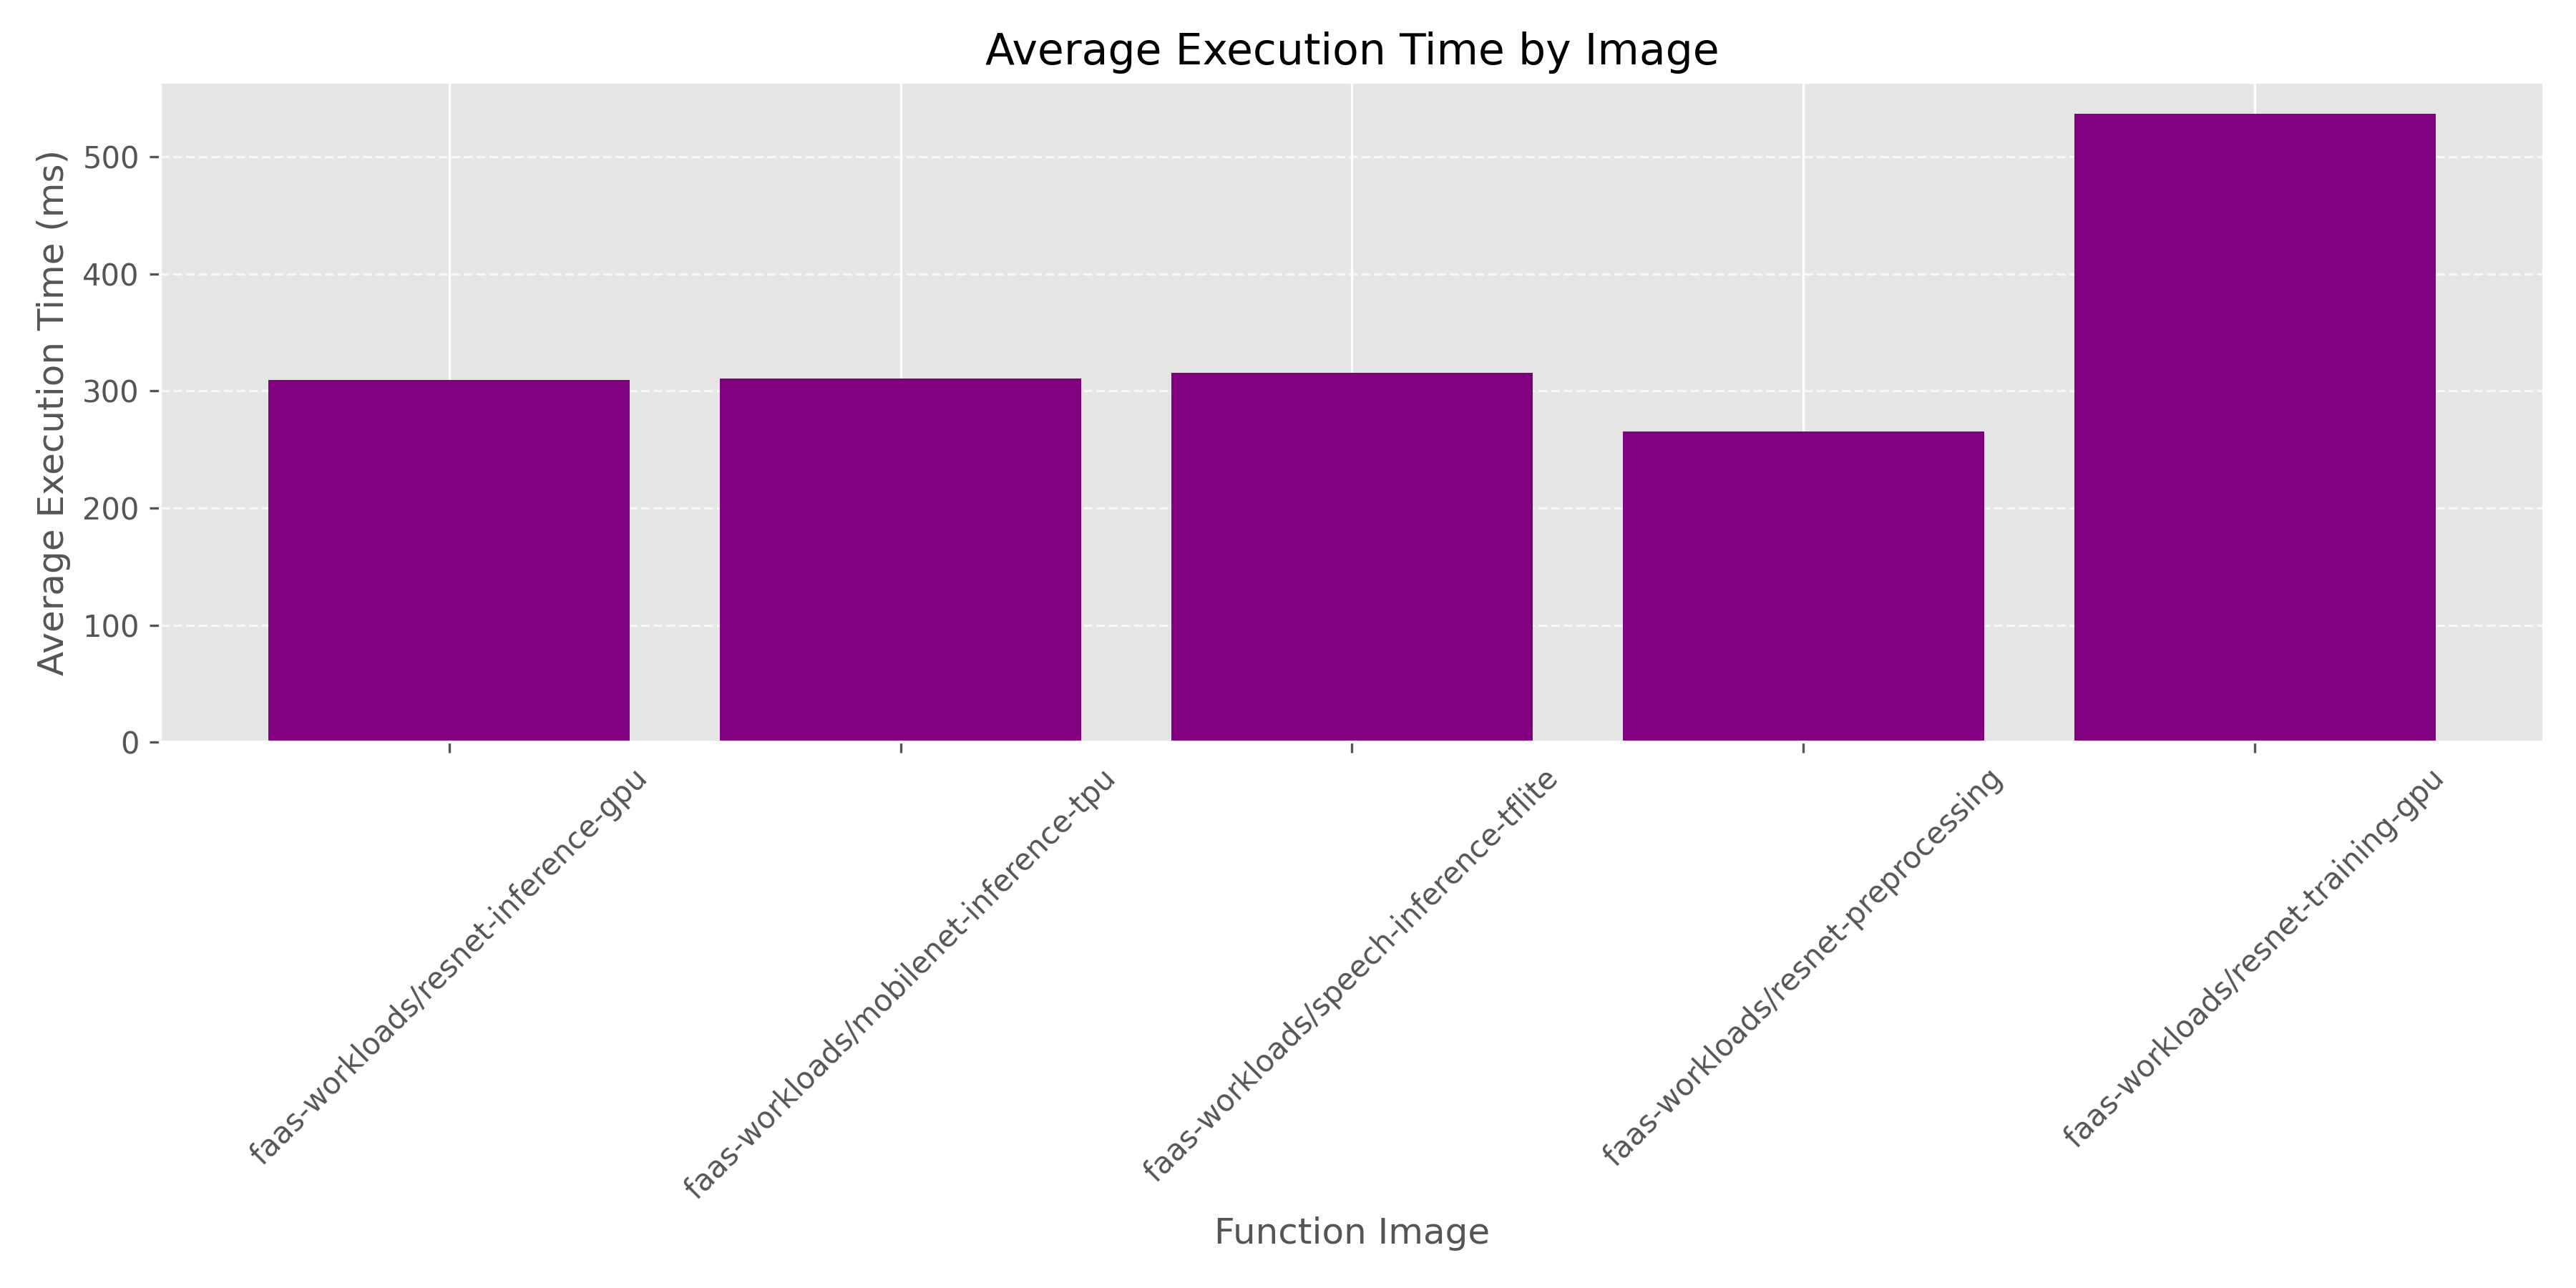 Average Execution Time by Image
Average Execution Time (ms)
500
400
300
200
100
0
faas-workloads/resnet-inference-gpu
faas-workloads/mobilenet-inference-tpu
faas-workloads/speech-inference-tflite
faas-workloads/resnet-preprocessing
faas-workloads/resnet-training-gpu
Function Image